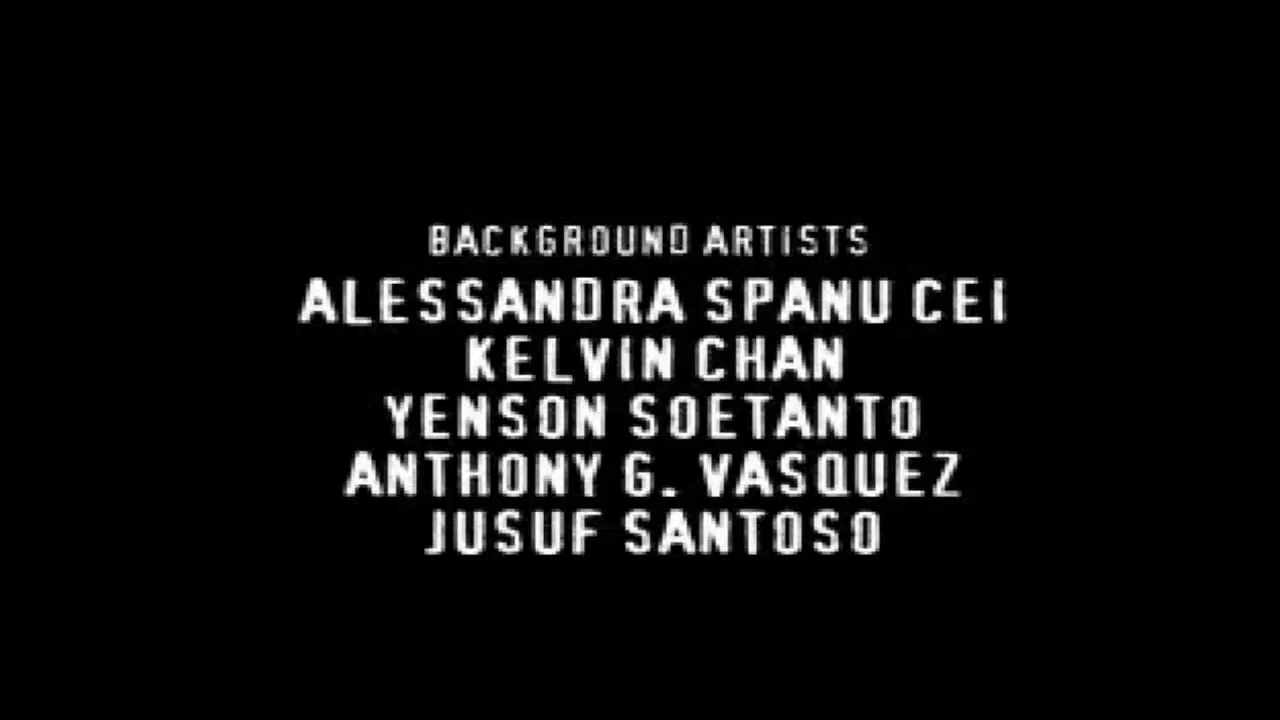 BACKGROUND ARTISTS
ALESSANDRA SPANU CEI
KELVIN CHAN
YENSON SOETANTO
ANTHONY G. VASQUEZ
JUSUF SANTOSO